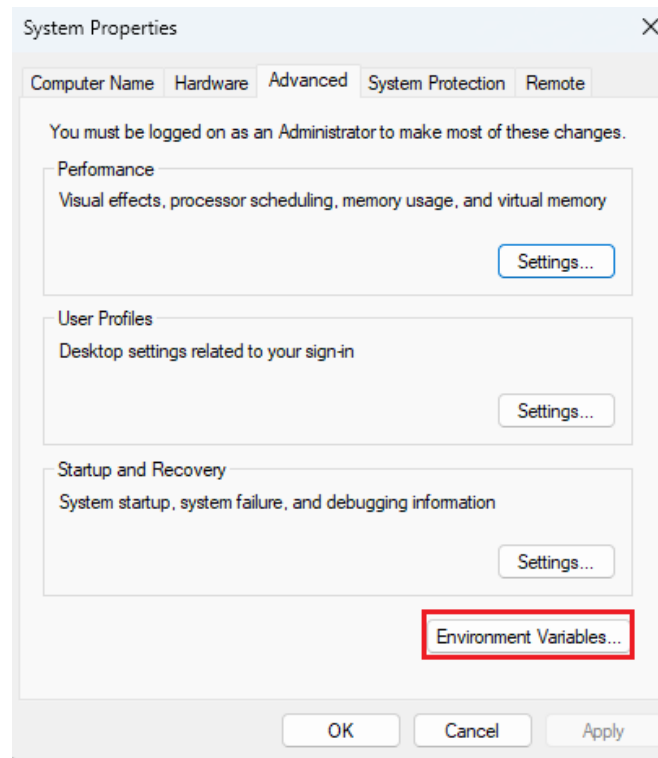 System Properties
Computer Name Hardware Advanced System Protection Remote
You must be logged on as an Administrator to make most of these changes.
Performance
Visual effects, processor scheduling, memory usage, and virtual memory
Settings...
User Profiles
Desktop settings related to your sign-in
Settings...
Startup and Recovery
System startup, system failure, and debugging information
Settings...
Environment Variables...
OK Cancel Apply